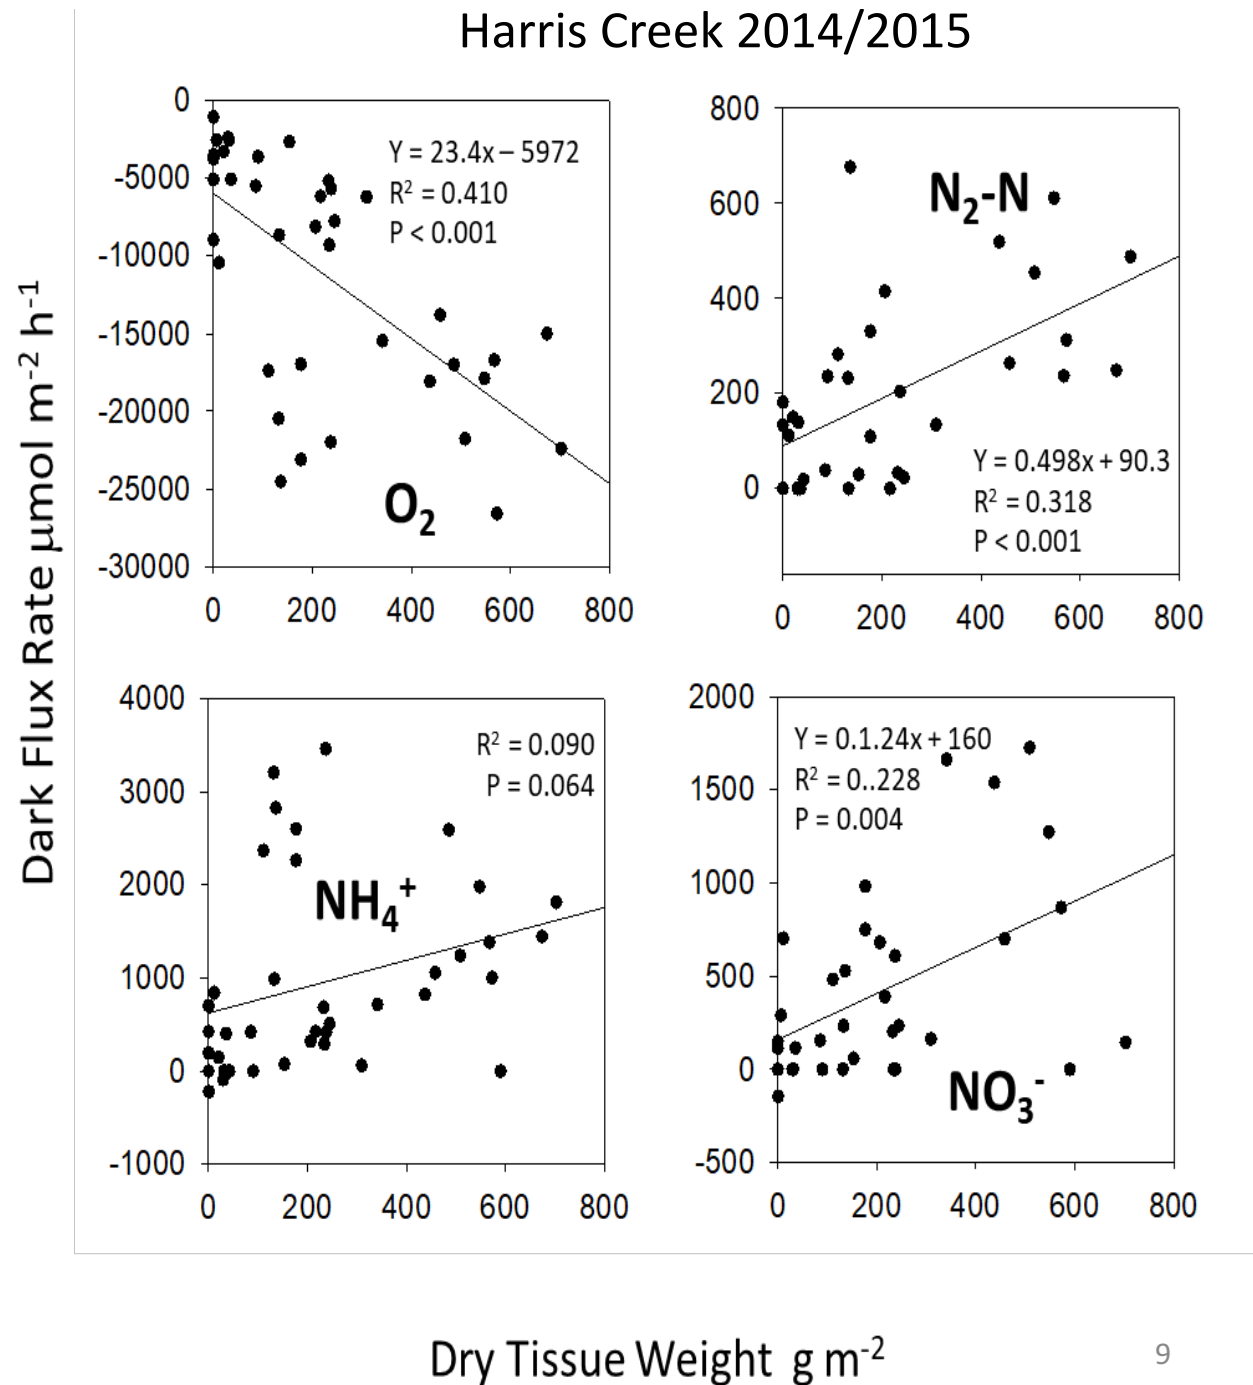 Harris Creek 2014/2015
Dark Flux Rate μmol m⁻² h⁻¹
0
-5000
-10000
-15000
-20000
-25000
-30000
Y = 23.4x – 5972
R² = 0.410
P < 0.001
O₂
0 200 400 600 800
800
600
400
200
0
N₂-N
Y = 0.498x + 90.3
R² = 0.318
P < 0.001
0 200 400 600 800
4000
3000
2000
1000
0
-1000
R² = 0.090
P = 0.064
NH₄⁺
0 200 400 600 800
2000
1500
1000
500
0
-500
Y = 0.1.24x + 160
R² = 0..228
P = 0.004
NO₃⁻
0 200 400 600 800
Dry Tissue Weight g m⁻²
9